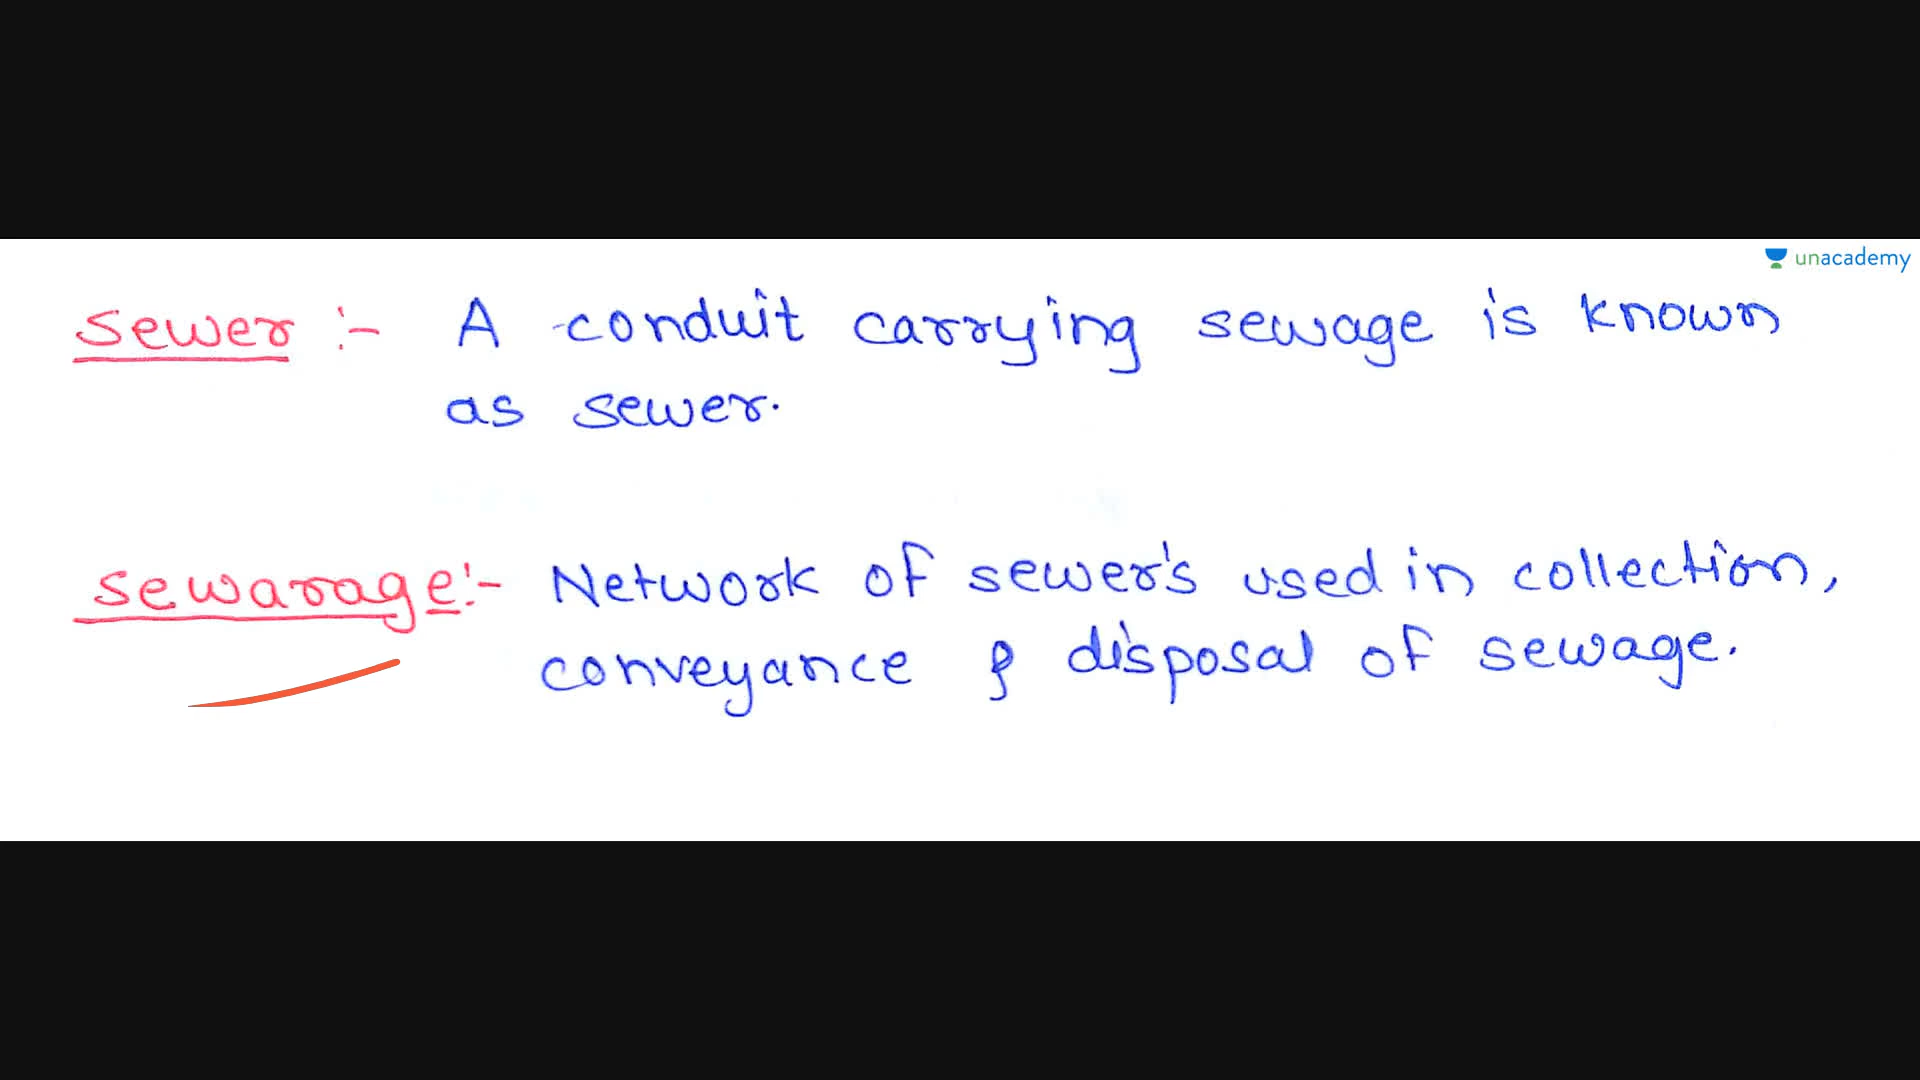 unacademy
sewer :- A conduit carrying sewage is known
as sewer.
sewarage:- Network of sewer's used in collection,
conveyance & disposal of sewage.